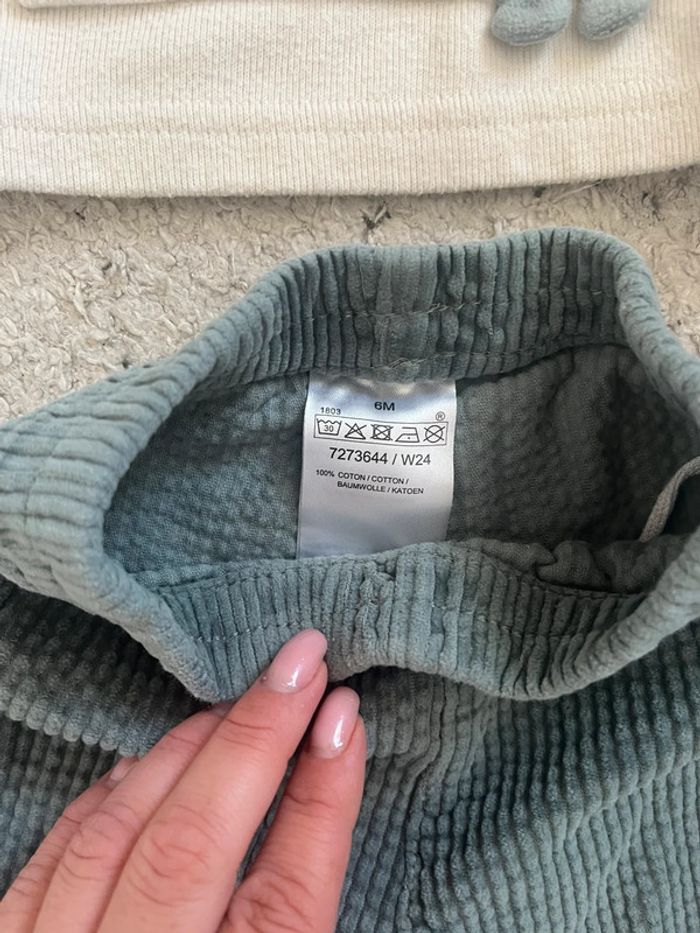 6M
1803
®
30
7273644 / W24
100% COTON / COTTON /
BAUMWOLLE / KATOEN